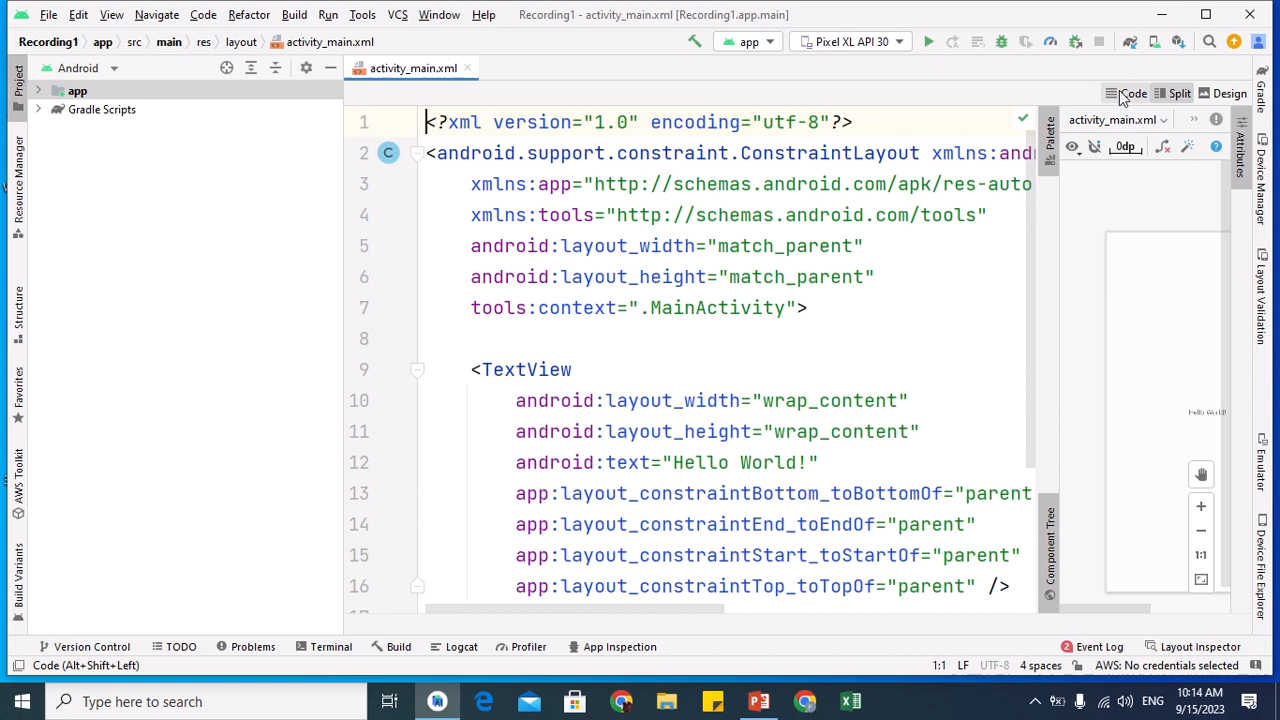 File Edit View Navigate Code Refactor Build Run Tools VCS Window Help Recording1 - activity_main.xml [Recording1.app.main]
Recording1 app src main res layout activity_main.xml app Pixel XL API 30
Android activity_main.xml
Code Split Design
app
Gradle Scripts
activity_main.xml
0dp
1 <?xml version="1.0" encoding="utf-8"?>
2 C <android.support.constraint.ConstraintLayout xmlns:and
3 xmlns:app="http://schemas.android.com/apk/res-auto
4 xmlns:tools="http://schemas.android.com/tools"
5 android:layout_width="match_parent"
6 android:layout_height="match_parent"
7 tools:context=".MainActivity">
8
9 <TextView
10 android:layout_width="wrap_content"
11 android:layout_height="wrap_content"
12 android:text="Hello World!"
13 app:layout_constraintBottom_toBottomOf="parent
14 app:layout_constraintEnd_toEndOf="parent"
15 app:layout_constraintStart_toStartOf="parent"
16 app:layout_constraintTop_toTopOf="parent" />
Hello World!
1:1
Project
Resource Manager
Structure
Favorites
AWS Toolkit
Build Variants
Palette
Component Tree
Attributes
Gradle
Device Manager
Layout Validation
Emulator
Device File Explorer
Version Control TODO Problems Terminal Build Logcat Profiler App Inspection 2 Event Log Layout Inspector
Code (Alt+Shift+Left) 1:1 LF UTF-8 4 spaces AWS: No credentials selected
Type here to search
ENG
10:14 AM
9/15/2023